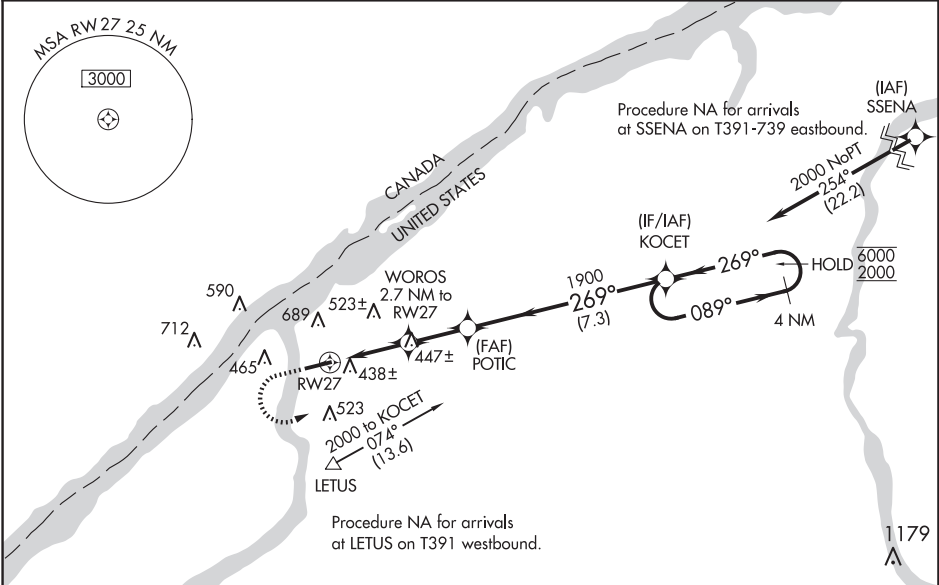 MSA RW27 25 NM
3000
(IAF)
SSENA
Procedure NA for arrivals
at SSENA on T391-739 eastbound.
2000 NoPT
254°
(22.2)
CANADA
UNITED STATES
(IF/IAF)
KOCET
269°
HOLD
6000
2000
089°
4 NM
1900
269°
(7.3)
WOROS
2.7 NM to
RW27
590
689
523±
712
465
447±
(FAF)
POTIC
RW27
438±
523
2000 to KOCET
074°
(13.6)
LETUS
Procedure NA for arrivals
at LETUS on T391 westbound.
1179